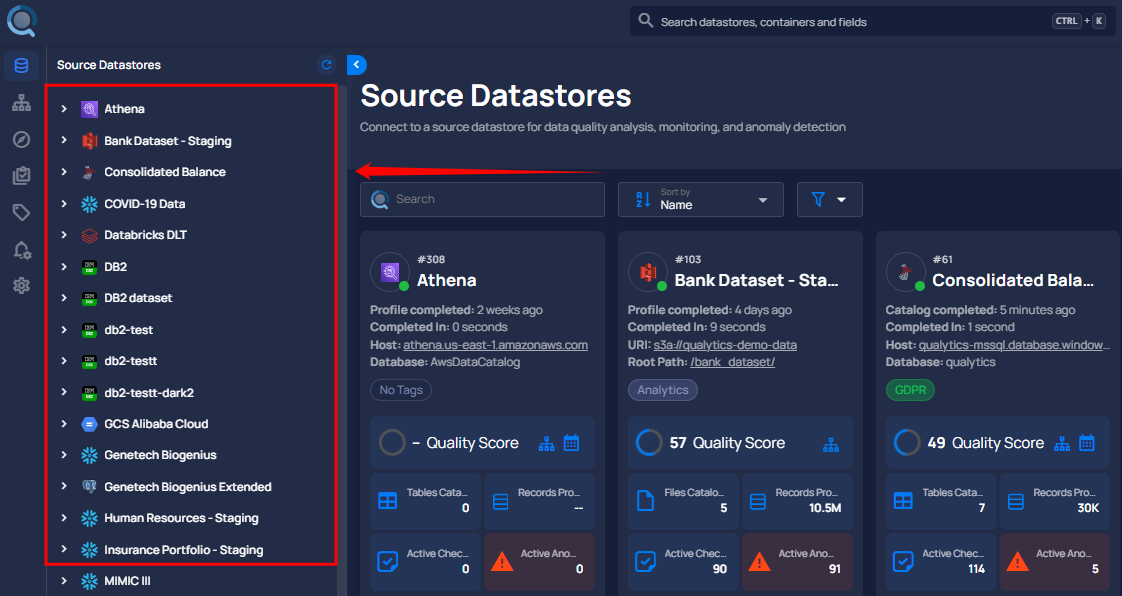 Search datastores, containers and fields
CTRL + K
Source Datastores
Athena
Bank Dataset - Staging
Consolidated Balance
COVID-19 Data
Databricks DLT
DB2
DB2 dataset
db2-test
db2-testt
db2-testt-dark2
GCS Alibaba Cloud
Genetech Biogenius
Genetech Biogenius Extended
Human Resources - Staging
Insurance Portfolio - Staging
MIMIC III
Source Datastores
Connect to a source datastore for data quality analysis, monitoring, and anomaly detection
Search
Sort by
Name
#308
Athena
Profile completed: 2 weeks ago
Completed In: 0 seconds
Host: athena.us-east-1.amazonaws.com
Database: AwsDataCatalog
No Tags
– Quality Score
Tables Cata...
0
Records Pro...
--
Active Chec...
0
Active Ano...
0
#103
Bank Dataset - Sta...
Profile completed: 4 days ago
Completed In: 9 seconds
URI: s3a://qualytics-demo-data
Root Path: /bank_dataset/
Analytics
57 Quality Score
Files Catalo...
5
Records Pro...
10.5M
Active Chec...
90
Active Ano...
91
#61
Consolidated Bala...
Catalog completed: 5 minutes ago
Completed In: 1 second
Host: qualytics-mssql.database.window...
Database: qualytics
GDPR
49 Quality Score
Tables Cata...
7
Records Pro...
30K
Active Chec...
114
Active Ano...
5